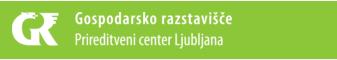 Gospodarsko razstavišče
Prireditveni center Ljubljana